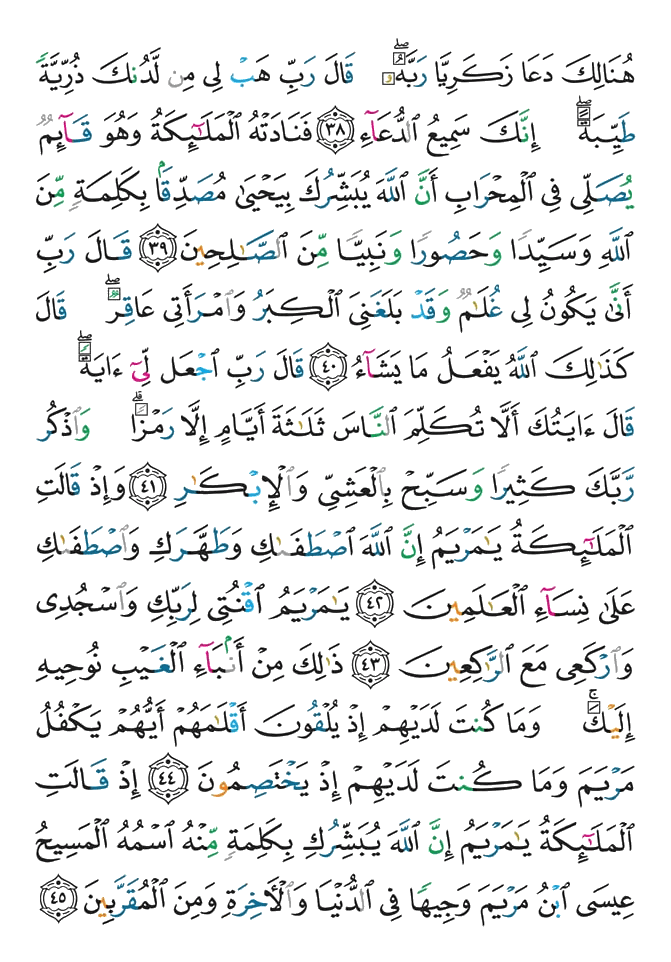 هُنَالِكَ دَعَا زَكَرِيَّا رَبَّهُۥ ۖ قَالَ رَبِّ هَبْ لِى مِن لَّدُنكَ ذُرِّيَّةً
طَيِّبَةً ۖ إِنَّكَ سَمِيعُ ٱلدُّعَآءِ ٣٨ فَنَادَتْهُ ٱلْمَلَٰٓئِكَةُ وَهُوَ قَآئِمٌ
يُصَلِّى فِى ٱلْمِحْرَابِ أَنَّ ٱللَّهَ يُبَشِّرُكَ بِيَحْيَىٰ مُصَدِّقًۢا بِكَلِمَةٍ مِّنَ
ٱللَّهِ وَسَيِّدًا وَحَصُورًا وَنَبِيًّا مِّنَ ٱلصَّٰلِحِينَ ٣٩ قَالَ رَبِّ
أَنَّىٰ يَكُونُ لِى غُلَٰمٌ وَقَدْ بَلَغَنِىَ ٱلْكِبَرُ وَٱمْرَأَتِى عَاقِرٌ ۖ قَالَ
كَذَٰلِكَ ٱللَّهُ يَفْعَلُ مَا يَشَآءُ ٤٠ قَالَ رَبِّ ٱجْعَل لِّىٓ ءَايَةً ۖ
قَالَ ءَايَتُكَ أَلَّا تُكَلِّمَ ٱلنَّاسَ ثَلَٰثَةَ أَيَّامٍ إِلَّا رَمْزًا ۗ وَٱذْكُر
رَّبَّكَ كَثِيرًا وَسَبِّحْ بِٱلْعَشِىِّ وَٱلْإِبْكَٰرِ ٤١ وَإِذْ قَالَتِ
ٱلْمَلَٰٓئِكَةُ يَٰمَرْيَمُ إِنَّ ٱللَّهَ ٱصْطَفَىٰكِ وَطَهَّرَكِ وَٱصْطَفَىٰكِ
عَلَىٰ نِسَآءِ ٱلْعَٰلَمِينَ ٤٢ يَٰمَرْيَمُ ٱقْنُتِى لِرَبِّكِ وَٱسْجُدِى
وَٱرْكَعِى مَعَ ٱلرَّٰكِعِينَ ٤٣ ذَٰلِكَ مِنْ أَنۢبَآءِ ٱلْغَيْبِ نُوحِيهِ
إِلَيْكَ ۚ وَمَا كُنتَ لَدَيْهِمْ إِذْ يُلْقُونَ أَقْلَٰمَهُمْ أَيُّهُمْ يَكْفُلُ
مَرْيَمَ وَمَا كُنتَ لَدَيْهِمْ إِذْ يَخْتَصِمُونَ ٤٤ إِذْ قَالَتِ
ٱلْمَلَٰٓئِكَةُ يَٰمَرْيَمُ إِنَّ ٱللَّهَ يُبَشِّرُكِ بِكَلِمَةٍ مِّنْهُ ٱسْمُهُ ٱلْمَسِيحُ
عِيسَى ٱبْنُ مَرْيَمَ وَجِيهًا فِى ٱلدُّنْيَا وَٱلْءَاخِرَةِ وَمِنَ ٱلْمُقَرَّبِينَ ٤٥